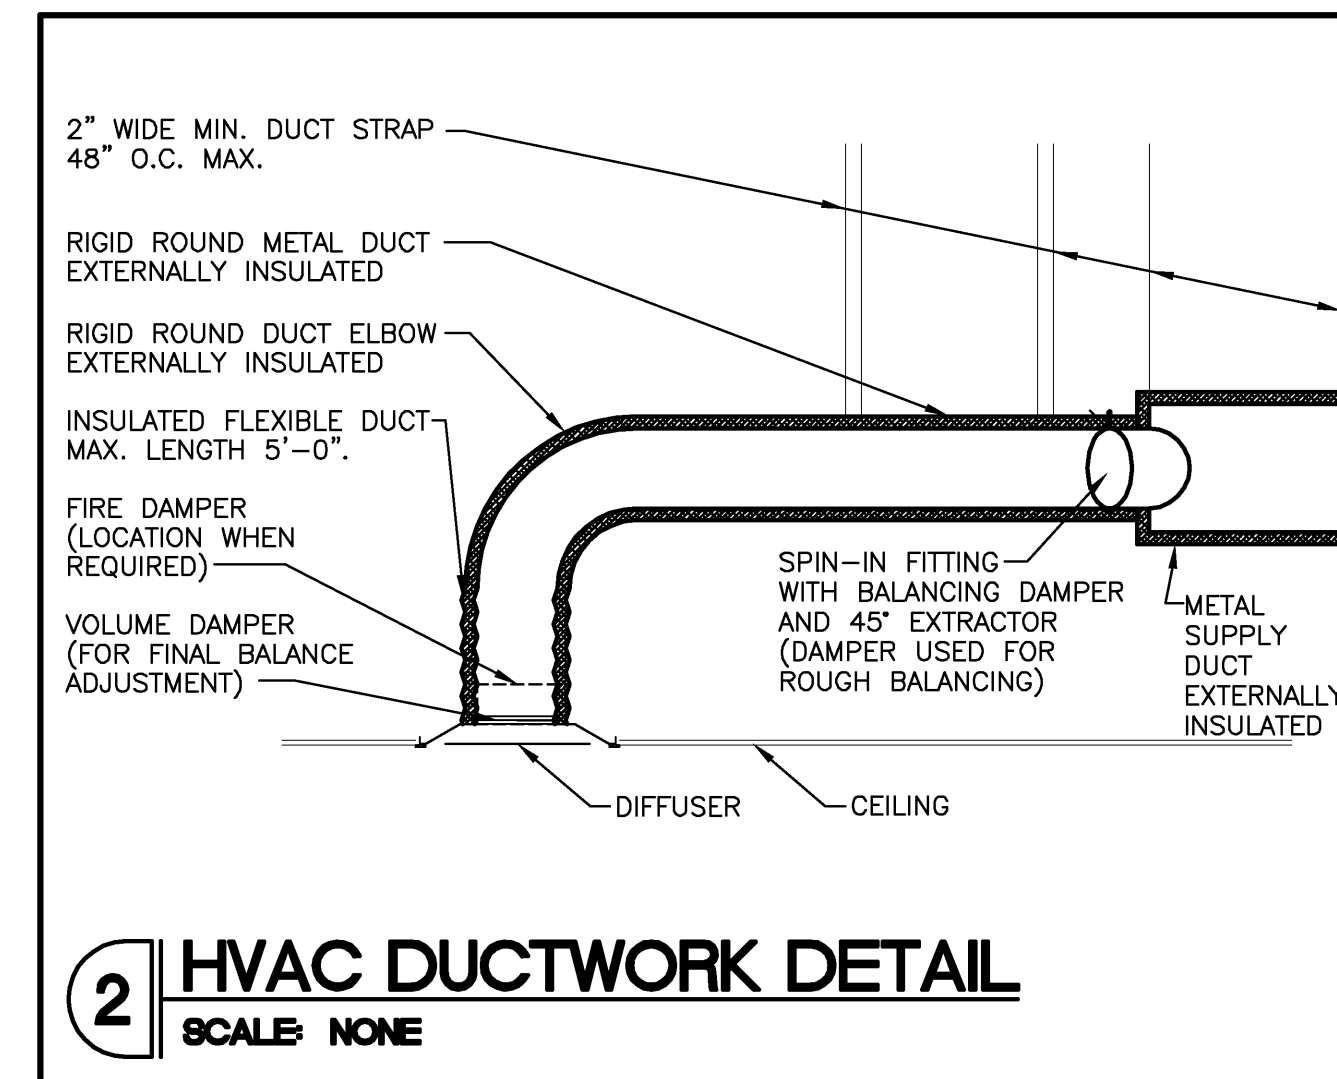 2” WIDE MIN. DUCT STRAP
48” O.C. MAX.
RIGID ROUND METAL DUCT
EXTERNALLY INSULATED
RIGID ROUND DUCT ELBOW
EXTERNALLY INSULATED
INSULATED FLEXIBLE DUCT
MAX. LENGTH 5'-0”.
FIRE DAMPER
(LOCATION WHEN
REQUIRED)
VOLUME DAMPER
(FOR FINAL BALANCE
ADJUSTMENT)
SPIN-IN FITTING
WITH BALANCING DAMPER
AND 45° EXTRACTOR
(DAMPER USED FOR
ROUGH BALANCING)
METAL
SUPPLY
DUCT
EXTERNALLY
INSULATED
DIFFUSER
CEILING
2
HVAC DUCTWORK DETAIL
SCALE: NONE